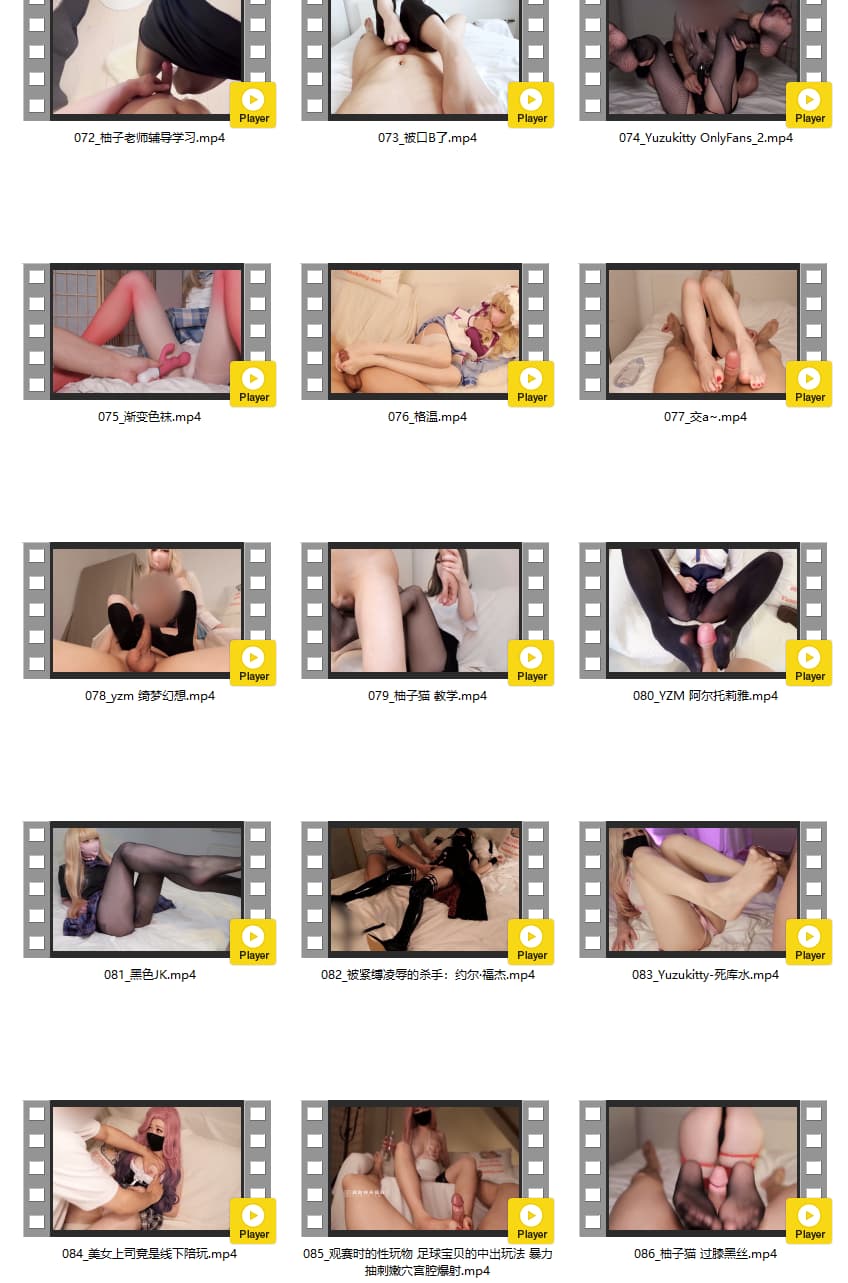 Player
Player
Player
072_柚子老师辅导学习.mp4
073_被口B了.mp4
074_Yuzukitty OnlyFans_2.mp4
Player
Player
Player
075_渐变色袜.mp4
076_格温.mp4
077_交a~.mp4
Player
Player
Player
078_yzm 绮梦幻想.mp4
079_柚子猫 教学.mp4
080_YZM 阿尔托莉雅.mp4
Player
Player
Player
081_黑色JK.mp4
082_被紧缚凌辱的杀手：约尔·福杰.mp4
083_Yuzukitty-死库水.mp4
Player
Player
Player
084_美女上司竟是线下陪玩.mp4
085_观赛时的性玩物 足球宝贝的中出玩法 暴力
抽刺嫩穴宫腔爆射.mp4
086_柚子猫 过膝黑丝.mp4